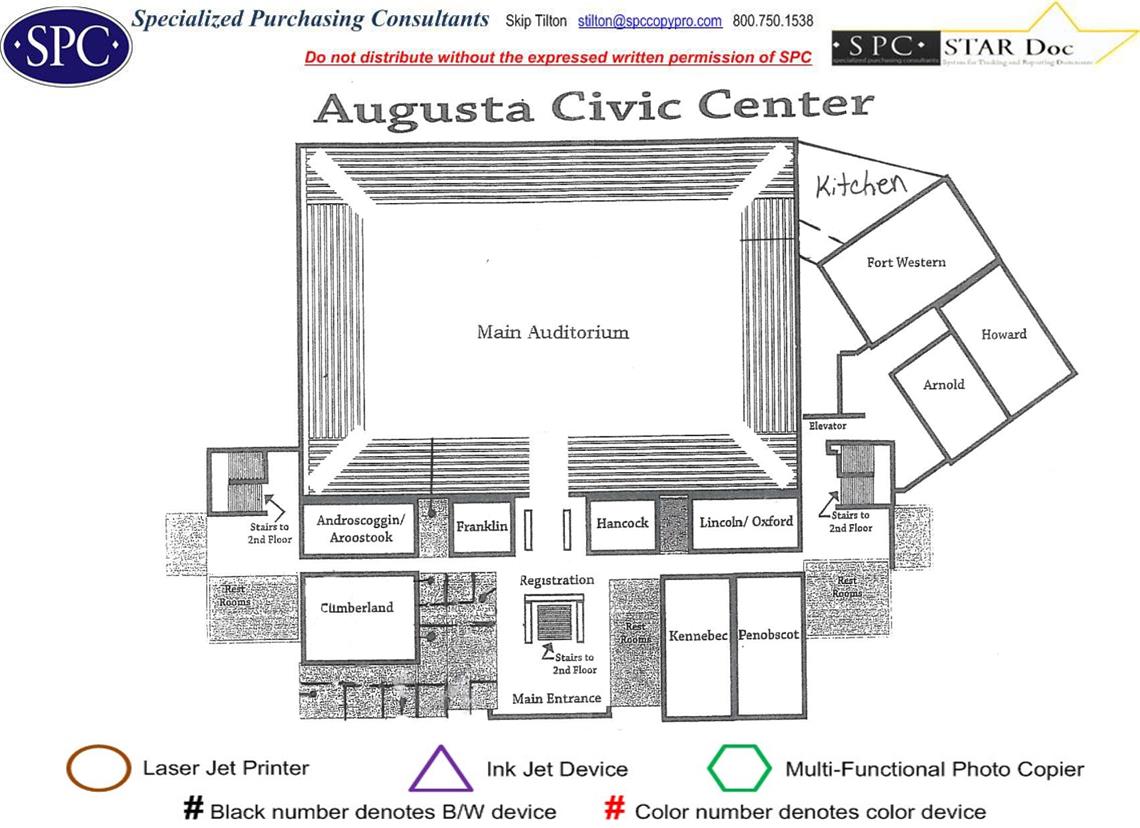 SPC
Specialized Purchasing Consultants Skip Tilton stilton@spccopypro.com 800.750.1538
Do not distribute without the expressed written permission of SPC
·SPC· STAR Doc
specialized purchasing consultants System for Tracking and Reporting Documents
Augusta Civic Center
Kitchen
Fort Western
Main Auditorium
Howard
Arnold
Elevator
Androscoggin/
Aroostook
Franklin
Hancock
Lincoln/ Oxford
Stairs to
2nd Floor
Stairs to
2nd Floor
Registration
Rest
Rooms
Cumberland
Rest
Rooms
Kennebec
Penobscot
Rest
Rooms
Stairs to
2nd Floor
Main Entrance
Laser Jet Printer
Ink Jet Device
Multi-Functional Photo Copier
# Black number denotes B/W device
# Color number denotes color device